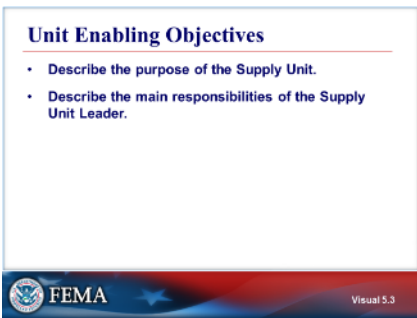 Unit Enabling Objectives
• Describe the purpose of the Supply Unit.
• Describe the main responsibilities of the Supply
Unit Leader.
FEMA
Visual 5.3